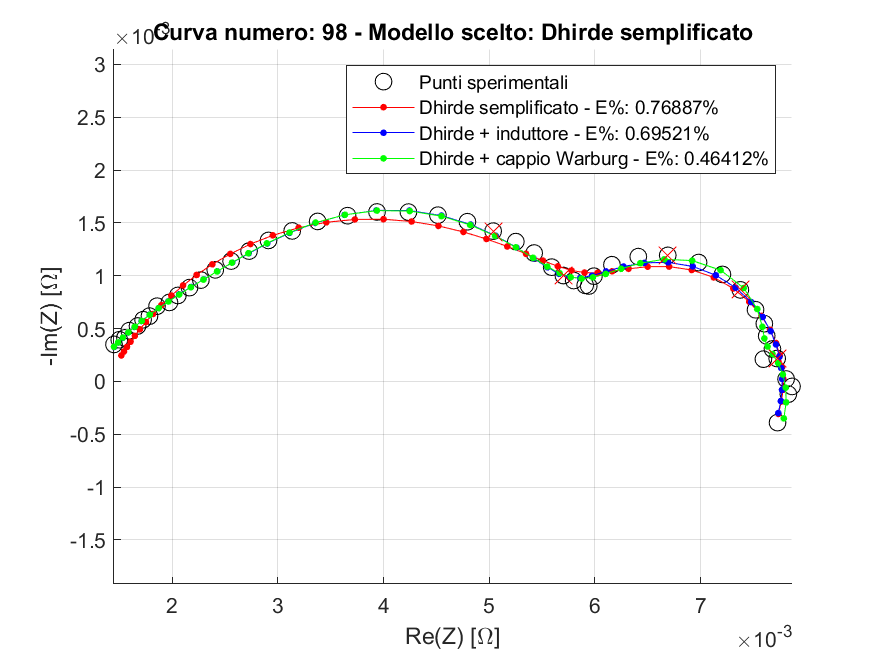 ×10⁻³
Curva numero: 98 - Modello scelto: Dhirde semplificato
Punti sperimentali
Dhirde semplificato - E%: 0.76887%
Dhirde + induttore - E%: 0.69521%
Dhirde + cappio Warburg - E%: 0.46412%
3
2.5
2
1.5
1
0.5
0
-0.5
-1
-1.5
-Im(Z) [Ω]
2 3 4 5 6 7
Re(Z) [Ω]
×10⁻³